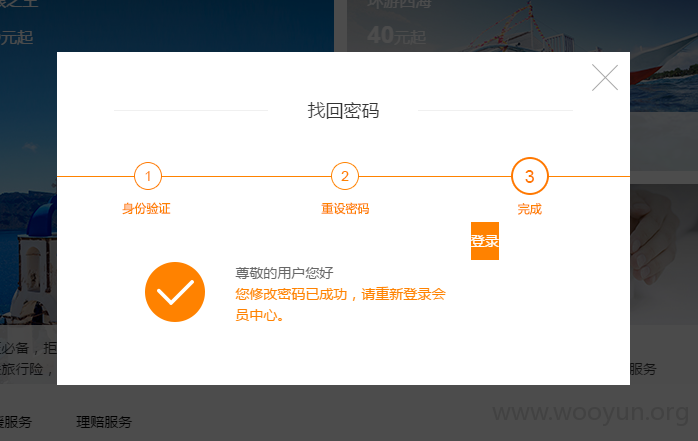 环游四海
元起
40元起
找回密码
1
2
3
身份验证
重设密码
完成
登录
尊敬的用户您好
您修改密码已成功，请重新登录会
员中心。
必备，拒
旅行险，
服务
服务
理赔服务
www.wooyun.org